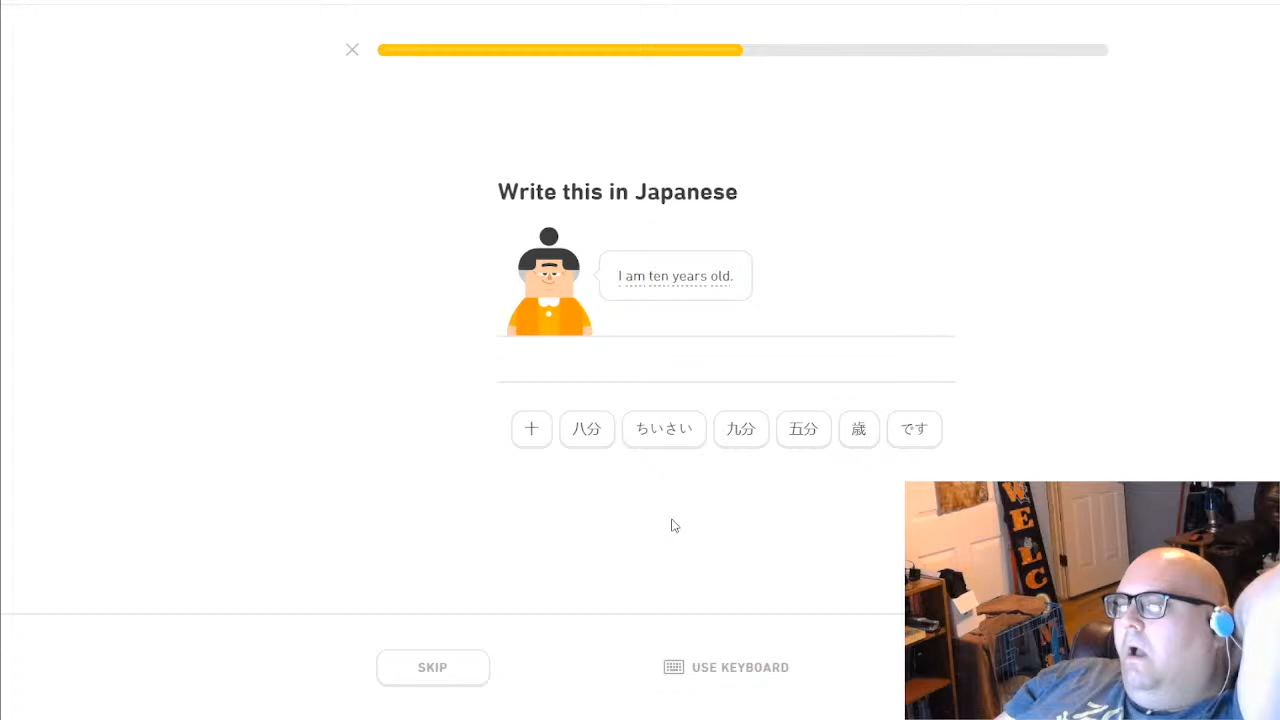 Write this in Japanese
I am ten years old.
十 八分 ちいさい 九分 五分 歳 です
SKIP
USE KEYBOARD
WELC